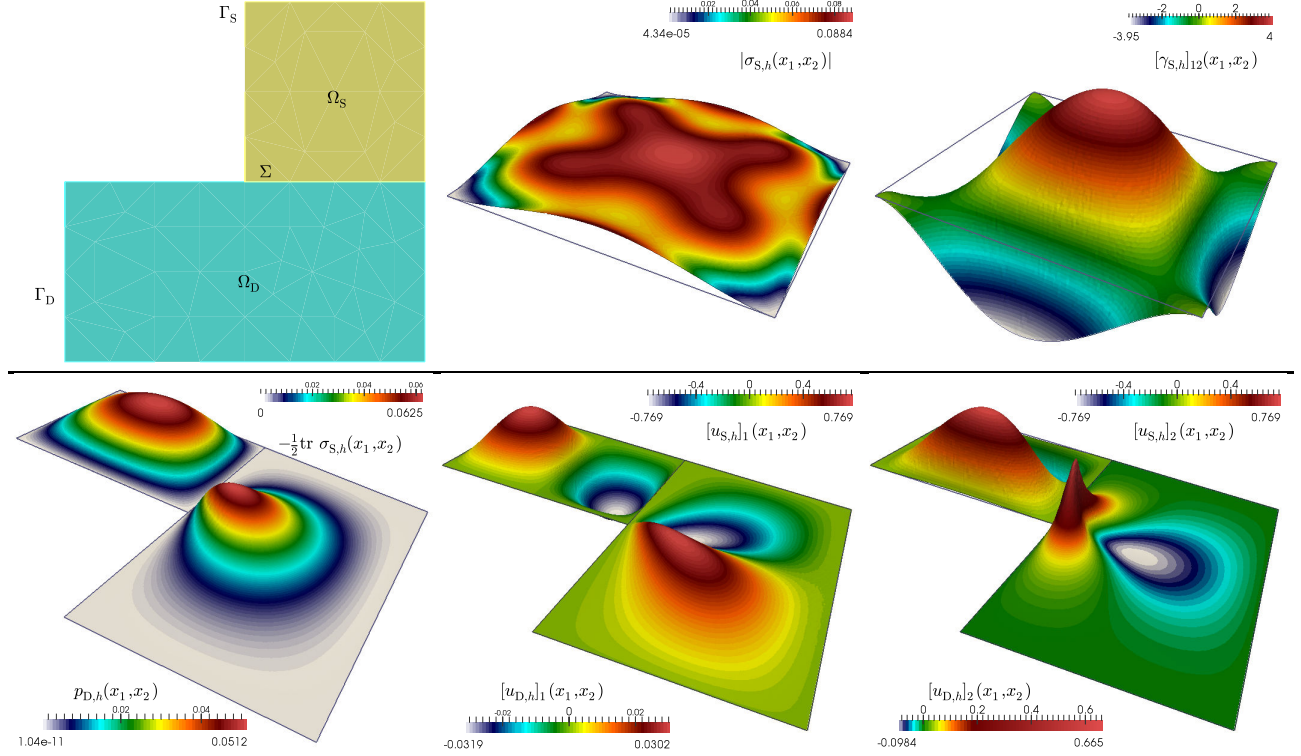 Γ_S
Ω_S
Σ
Ω_D
Γ_D
0.02 0.04 0.06 0.08
4.34e-05 0.0884
|σ_{S,h}(x_1,x_2)|
-2 0 2
-3.95 4
[γ_{S,h}]_{12}(x_1,x_2)
0.02 0.04 0.06
0 0.0625
-½tr σ_{S,h}(x_1,x_2)
p_{D,h}(x_1,x_2)
0.02 0.04
1.04e-11 0.0512
-0.4 0 0.4
-0.769 0.769
[u_{S,h}]_1(x_1,x_2)
[u_{D,h}]_1(x_1,x_2)
-0.02 0 0.02
-0.0319 0.0302
-0.4 0 0.4
-0.769 0.769
[u_{S,h}]_2(x_1,x_2)
[u_{D,h}]_2(x_1,x_2)
0 0.2 0.4 0.6
-0.0984 0.665